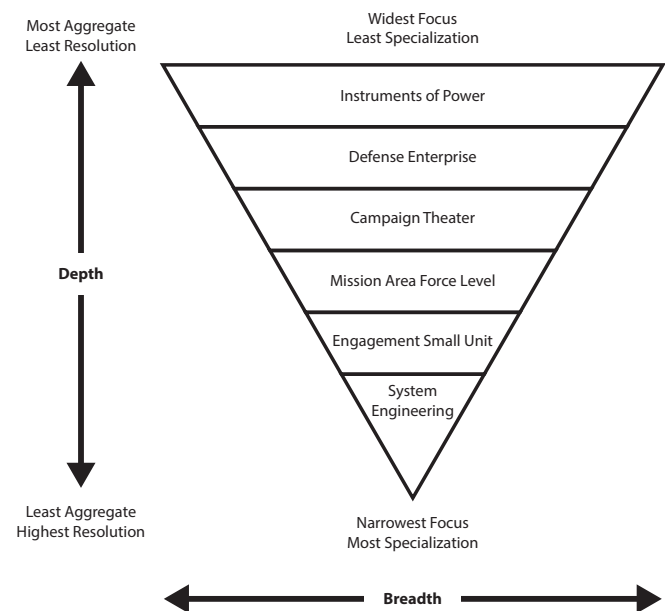 Most Aggregate
Least Resolution
Widest Focus
Least Specialization
Instruments of Power
Defense Enterprise
Campaign Theater
Depth
Mission Area Force Level
Engagement Small Unit
System
Engineering
Least Aggregate
Highest Resolution
Narrowest Focus
Most Specialization
Breadth